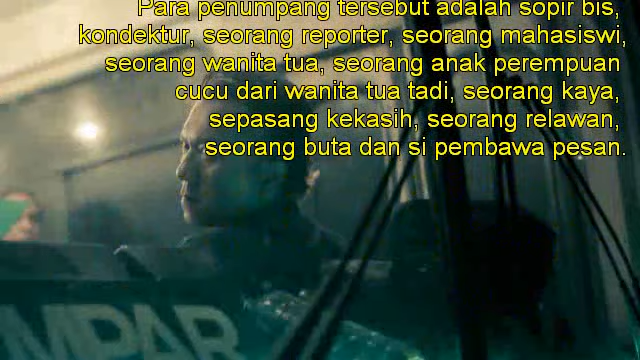 Para penumpang tersebut adalah sopir bis,
kondektur, seorang reporter, seorang mahasiswi,
seorang wanita tua, seorang anak perempuan
cucu dari wanita tua tadi, seorang kaya,
sepasang kekasih, seorang relawan,
seorang buta dan si pembawa pesan.
MPAR